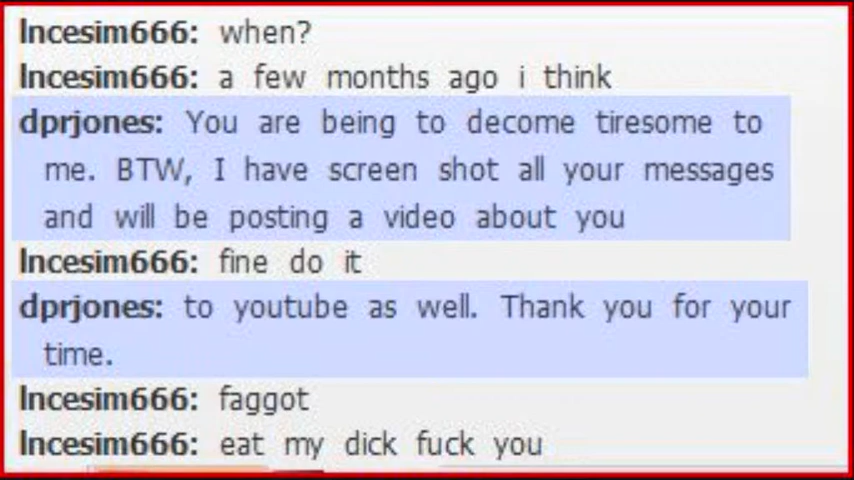 lncesim666: when?
lncesim666: a few months ago i think
dprjones: You are being to decome tiresome to
me. BTW, I have screen shot all your messages
and will be posting a video about you
lncesim666: fine do it
dprjones: to youtube as well. Thank you for your
time.
lncesim666: faggot
lncesim666: eat my dick fuck you